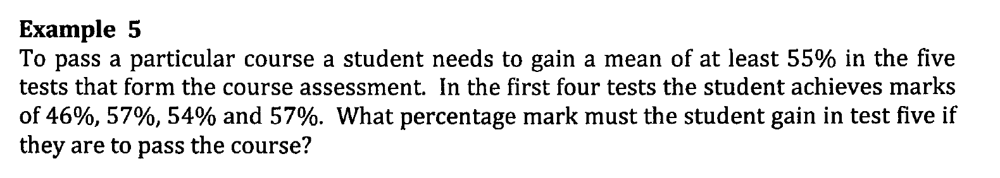 Example 5
To pass a particular course a student needs to gain a mean of at least 55% in the five
tests that form the course assessment. In the first four tests the student achieves marks
of 46%, 57%, 54% and 57%. What percentage mark must the student gain in test five if
they are to pass the course?